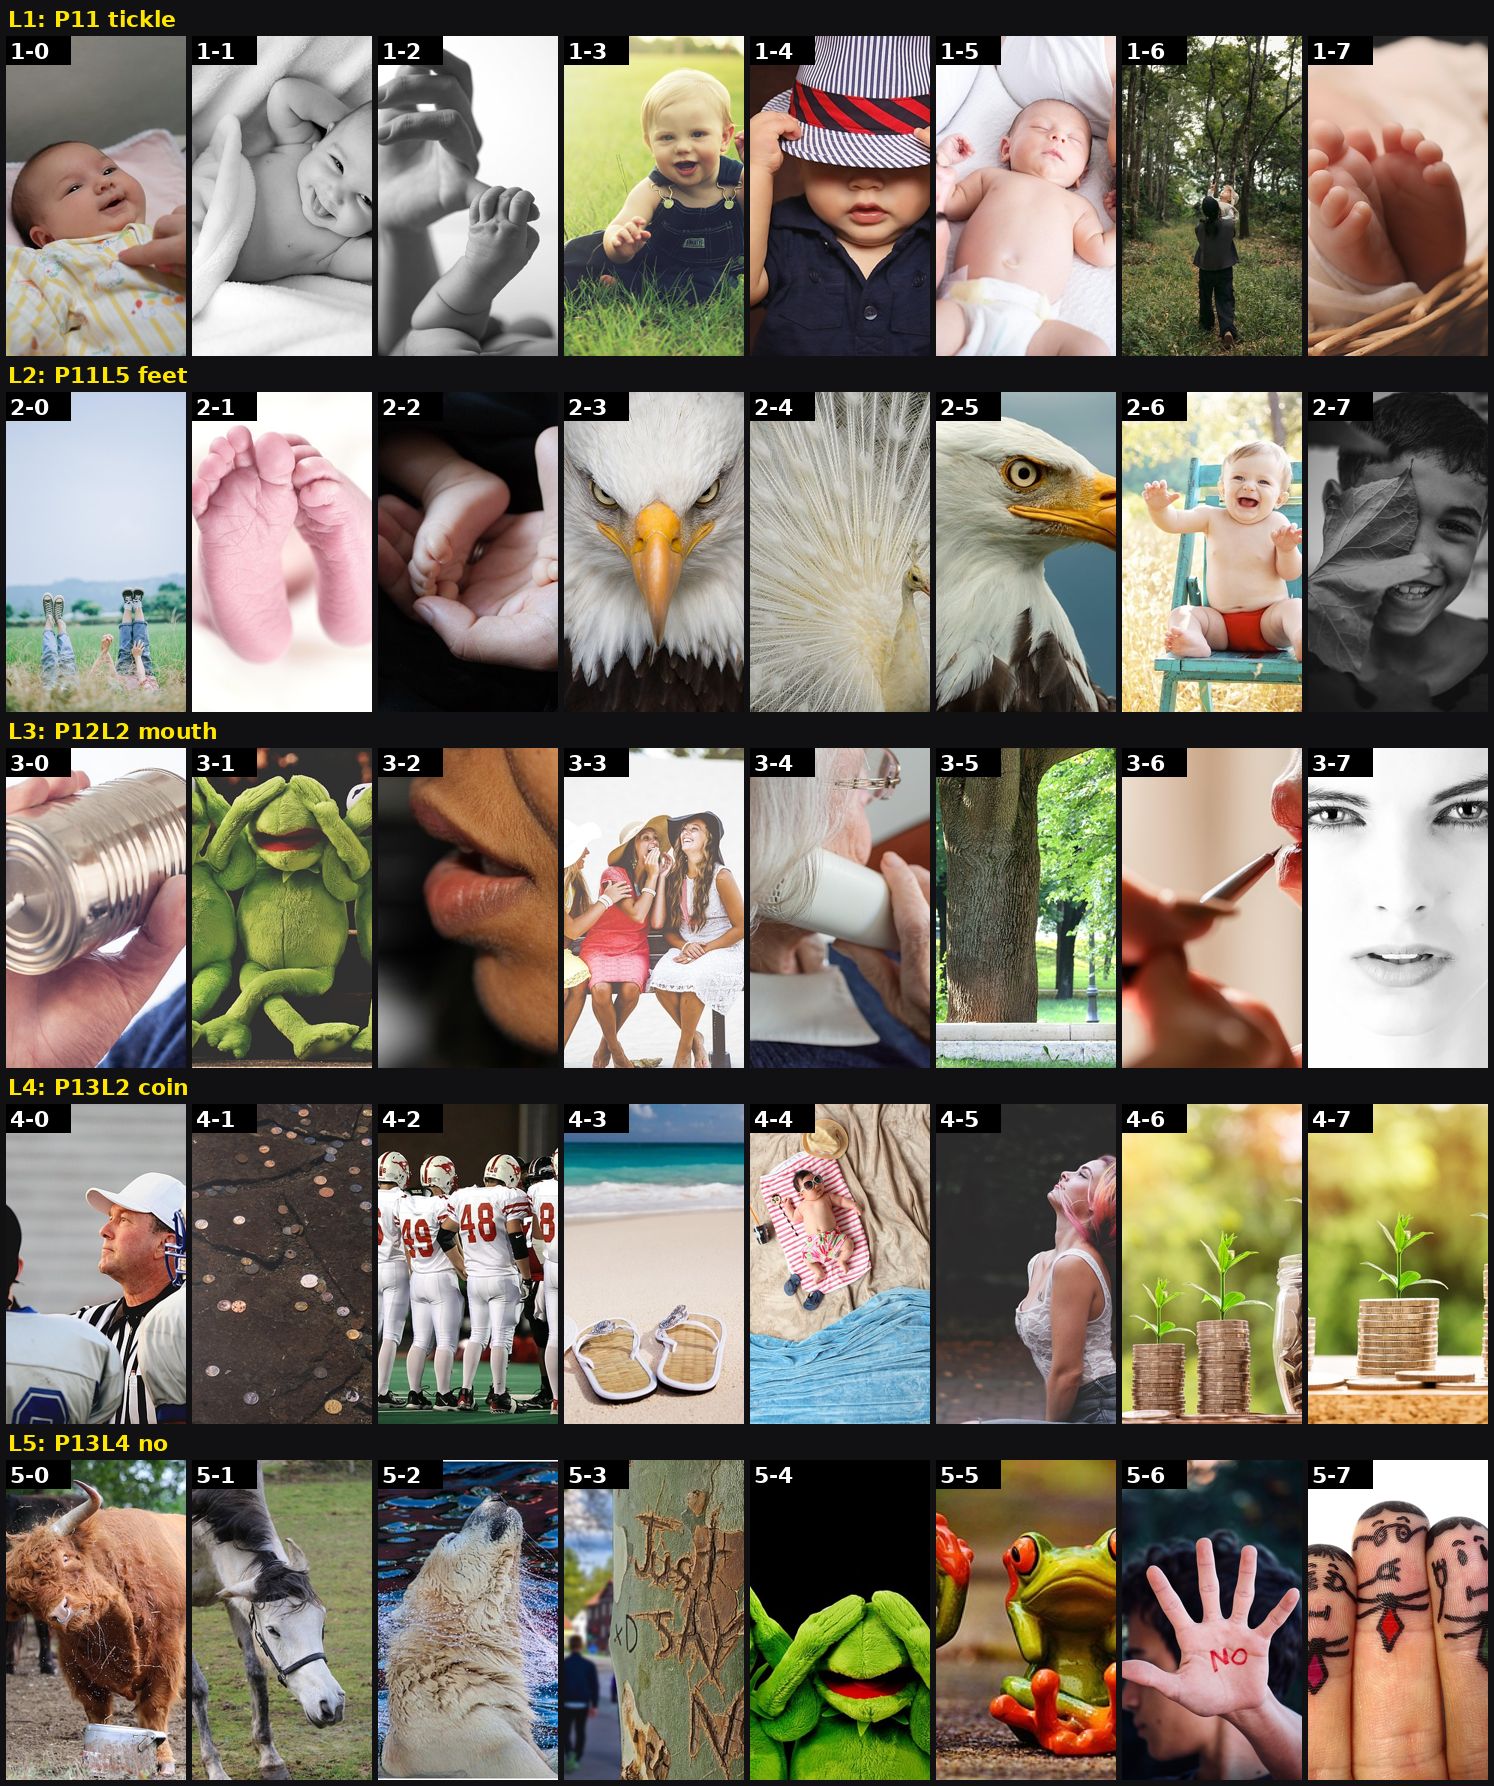 L1: P11 tickle
1-0 1-1 1-2 1-3 1-4 1-5 1-6 1-7
L2: P11L5 feet
2-0 2-1 2-2 2-3 2-4 2-5 2-6 2-7
L3: P12L2 mouth
3-0 3-1 3-2 3-3 3-4 3-5 3-6 3-7
L4: P13L2 coin
4-0 4-1 4-2 4-3 4-4 4-5 4-6 4-7
49 48 8
L5: P13L4 no
5-0 5-1 5-2 5-3 5-4 5-5 5-6 5-7
Just
xD
NO